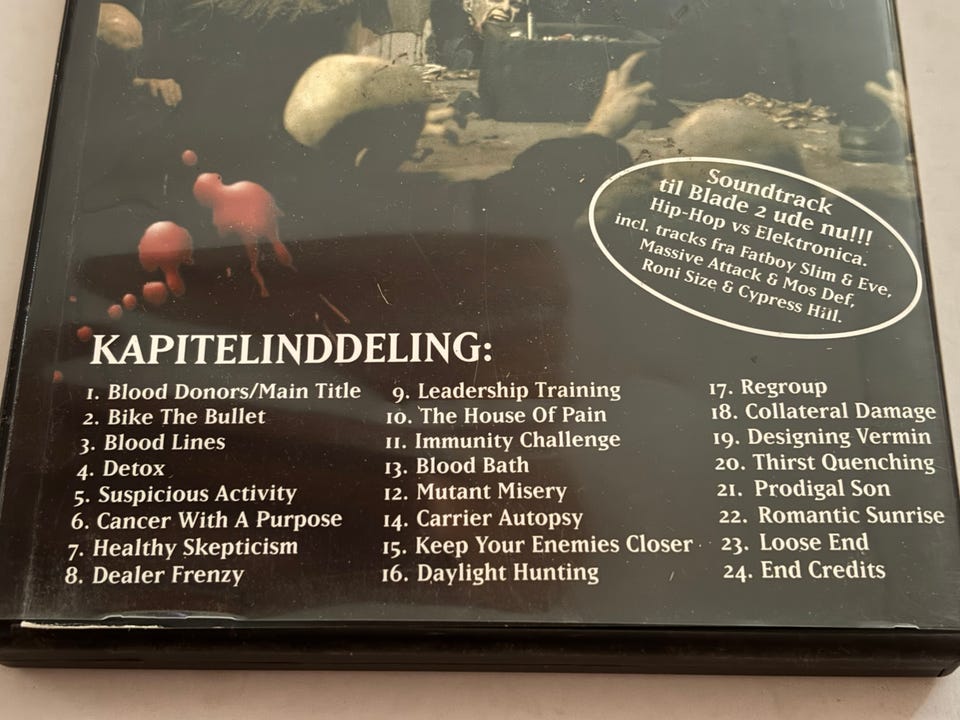 Soundtrack
til Blade 2 ude nu!!!
Hip-Hop vs Elektronica.
incl. tracks fra Fatboy Slim & Eve,
Massive Attack & Mos Def,
Roni Size & Cypress Hill.
KAPITELINDDELING:
1. Blood Donors/Main Title
2. Bike The Bullet
3. Blood Lines
4. Detox
5. Suspicious Activity
6. Cancer With A Purpose
7. Healthy Skepticism
8. Dealer Frenzy
9. Leadership Training
10. The House Of Pain
11. Immunity Challenge
13. Blood Bath
12. Mutant Misery
14. Carrier Autopsy
15. Keep Your Enemies Closer
16. Daylight Hunting
17. Regroup
18. Collateral Damage
19. Designing Vermin
20. Thirst Quenching
21. Prodigal Son
22. Romantic Sunrise
23. Loose End
24. End Credits